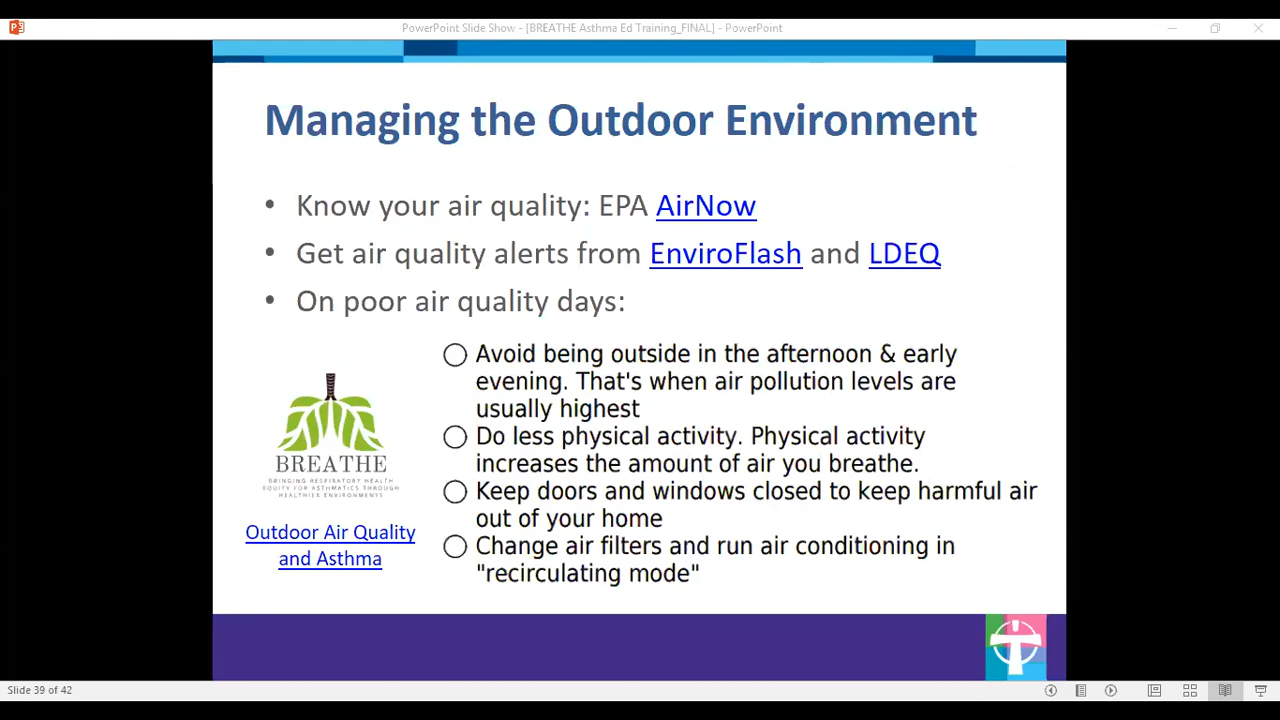 PowerPoint Slide Show - [BREATHE Asthma Ed Training_FINAL] - PowerPoint
Managing the Outdoor Environment
• Know your air quality: EPA AirNow
• Get air quality alerts from EnviroFlash and LDEQ
• On poor air quality days:
Avoid being outside in the afternoon & early
evening. That's when air pollution levels are
usually highest
Do less physical activity. Physical activity
increases the amount of air you breathe.
Keep doors and windows closed to keep harmful air
out of your home
Change air filters and run air conditioning in
"recirculating mode"
BREATHE
BRINGING RESPIRATORY HEALTH
EQUITY FOR ASTHMATICS THROUGH
HEALTHIER ENVIRONMENTS
Outdoor Air Quality
and Asthma
Slide 39 of 42